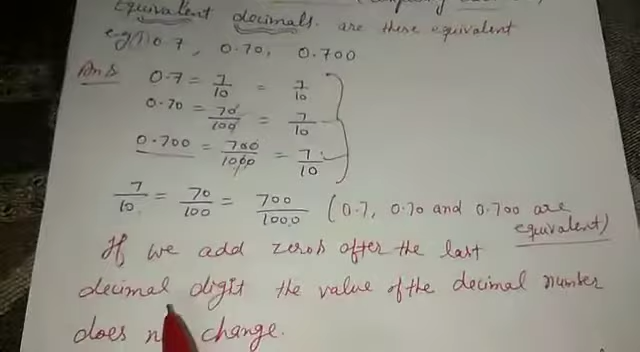 Equivalent decimals. are these equivalent
e.g(1) 0.7, 0.70, 0.700
Ans 0.7 = 7/10 = 7/10
0.70 = 70/100 = 7/10
0.700 = 700/1000 = 7/10
7/10 = 70/100 = 700/1000 (0.7, 0.70 and 0.700 are equivalent)
If we add zeros after the last
decimal digit the value of the decimal number
does change.